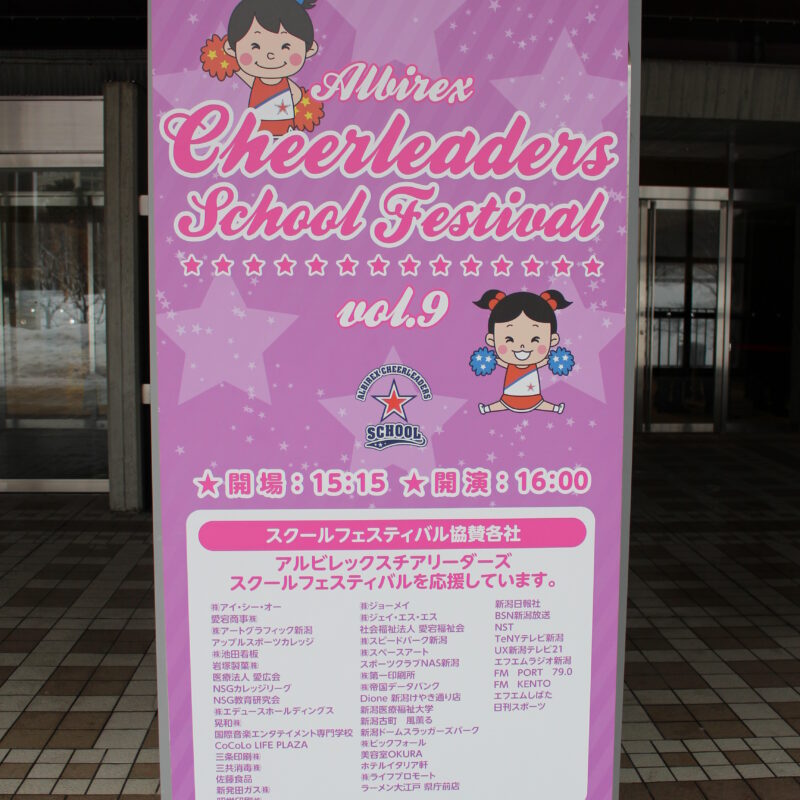 Albirex
Cheerleaders
School Festival
vol.9
ALBIREX CHEERLEADERS
SCHOOL
★開場：15:15 ★開演：16:00
スクールフェスティバル協賛各社
アルビレックスチアリーダーズ
スクールフェスティバルを応援しています。
㈱アイ・シー・オー
愛宕商事㈱
㈱アートグラフィック新潟
アップルスポーツカレッジ
㈱池田看板
岩塚製菓㈱
医療法人 愛広会
NSGカレッジリーグ
NSG教育研究会
㈱エデュースホールディングス
晃和㈱
国際音楽エンタテイメント専門学校
CoCoLo LIFE PLAZA
三条印刷㈱
三共消毒㈱
佐藤食品
新発田ガス㈱
㈱ジョーメイ
㈱ジェイ・エス・エス
社会福祉法人 愛宕福祉会
㈱スピードパーク新潟
㈱スペースアート
スポーツクラブNAS新潟
㈱第一印刷所
㈱帝国データバンク
Dione 新潟けやき通り店
新潟医療福祉大学
新潟古町 風薫る
新潟ドームスラッガーズパーク
㈱ビックフォール
美容室OKURA
ホテルイタリア軒
㈱ライフプロモート
ラーメン大江戸 県庁前店
新潟日報社
BSN新潟放送
NST
TeNYテレビ新潟
UX新潟テレビ21
エフエムラジオ新潟
FM PORT 79.0
FM KENTO
エフエムしばた
日刊スポーツ